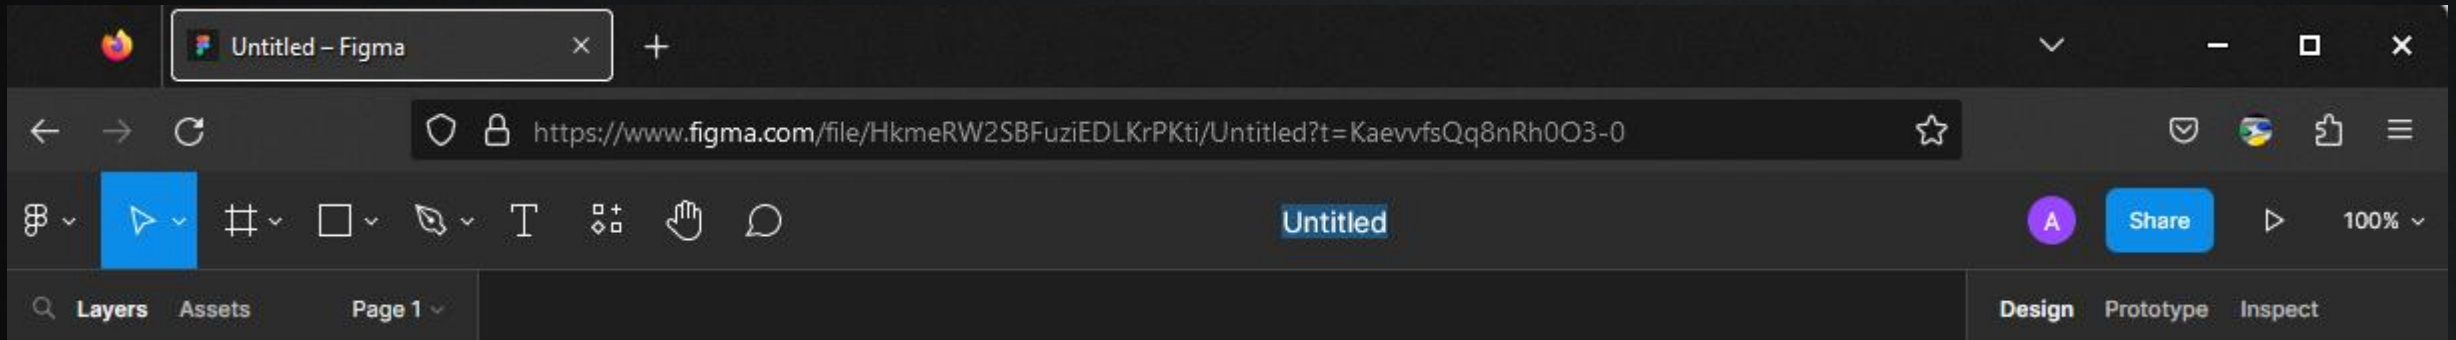 Untitled – Figma
https://www.figma.com/file/HkmeRW2SBFuziEDLKrPKti/Untitled?t=KaevvfsQq8nRh0O3-0
Untitled A Share 100%
Layers Assets Page 1 Design Prototype Inspect